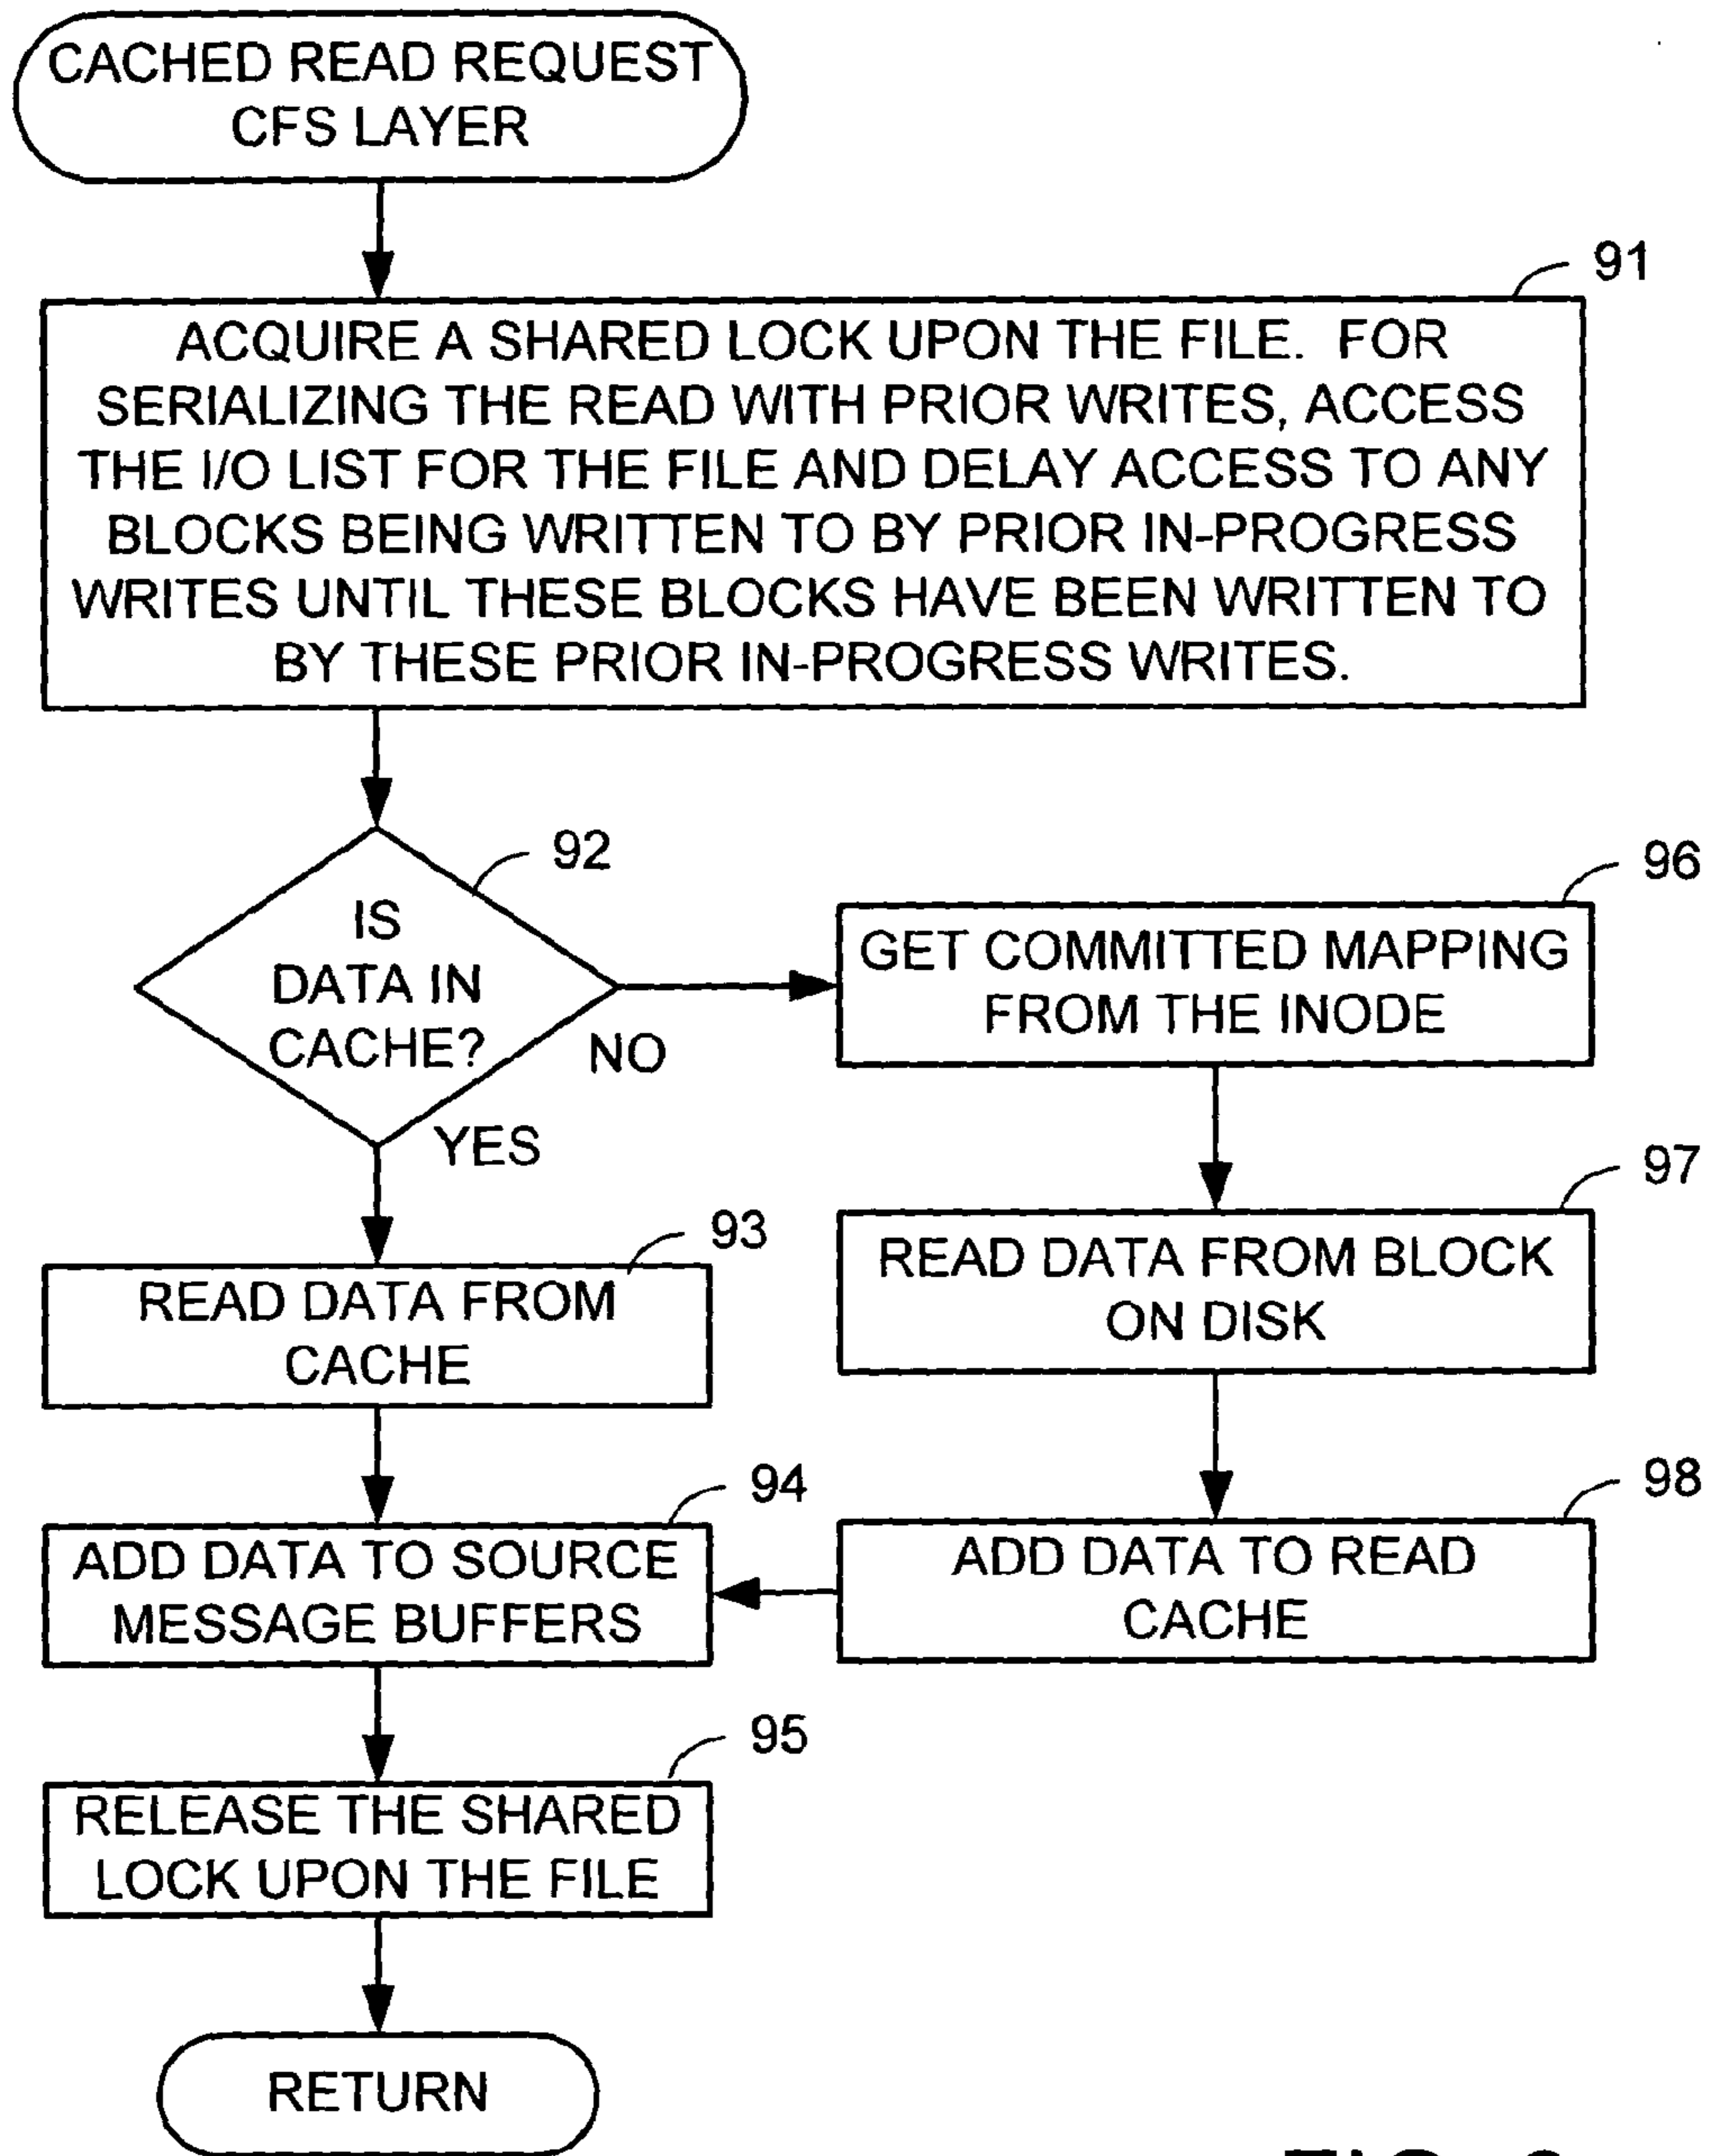 CACHED READ REQUEST
CFS LAYER
91
ACQUIRE A SHARED LOCK UPON THE FILE. FOR
SERIALIZING THE READ WITH PRIOR WRITES, ACCESS
THE I/O LIST FOR THE FILE AND DELAY ACCESS TO ANY
BLOCKS BEING WRITTEN TO BY PRIOR IN-PROGRESS
WRITES UNTIL THESE BLOCKS HAVE BEEN WRITTEN TO
BY THESE PRIOR IN-PROGRESS WRITES.
92
IS
DATA IN
CACHE?
NO
YES
96
GET COMMITTED MAPPING
FROM THE INODE
97
READ DATA FROM BLOCK
ON DISK
93
READ DATA FROM
CACHE
98
ADD DATA TO READ
CACHE
94
ADD DATA TO SOURCE
MESSAGE BUFFERS
95
RELEASE THE SHARED
LOCK UPON THE FILE
RETURN